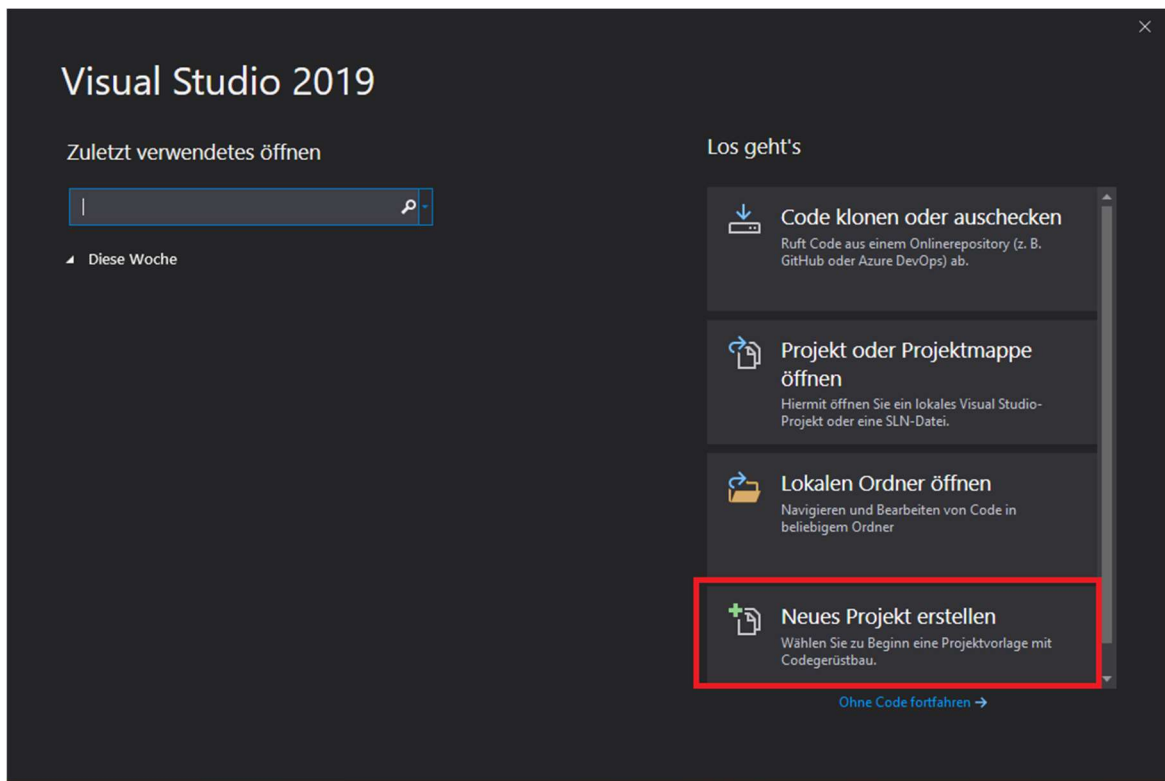 Visual Studio 2019
Zuletzt verwendetes öffnen
Diese Woche
Los geht's
Code klonen oder auschecken
Ruft Code aus einem Onlinerepository (z. B.
GitHub oder Azure DevOps) ab.
Projekt oder Projektmappe
öffnen
Hiermit öffnen Sie ein lokales Visual Studio-
Projekt oder eine SLN-Datei.
Lokalen Ordner öffnen
Navigieren und Bearbeiten von Code in
beliebigem Ordner
Neues Projekt erstellen
Wählen Sie zu Beginn eine Projektvorlage mit
Codegerüstbau.
Ohne Code fortfahren →